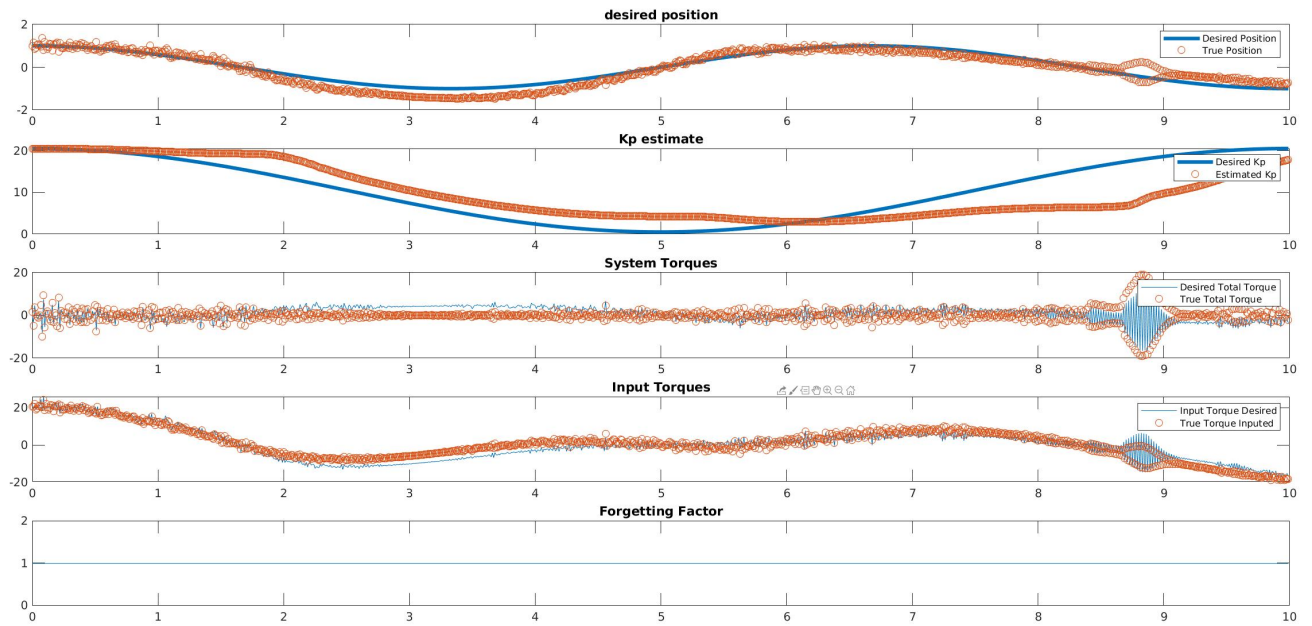 desired position
2
0
-2
Desired Position
True Position
0 1 2 3 4 5 6 7 8 9 10
Kp estimate
20
10
0
Desired Kp
Estimated Kp
0 1 2 3 4 5 6 7 8 9 10
System Torques
20
0
-20
Desired Total Torque
True Total Torque
0 1 2 3 4 5 6 7 8 9 10
Input Torques
20
0
-20
Input Torque Desired
True Torque Inputed
0 1 2 3 4 5 6 7 8 9 10
Forgetting Factor
2
1
0
0 1 2 3 4 5 6 7 8 9 10